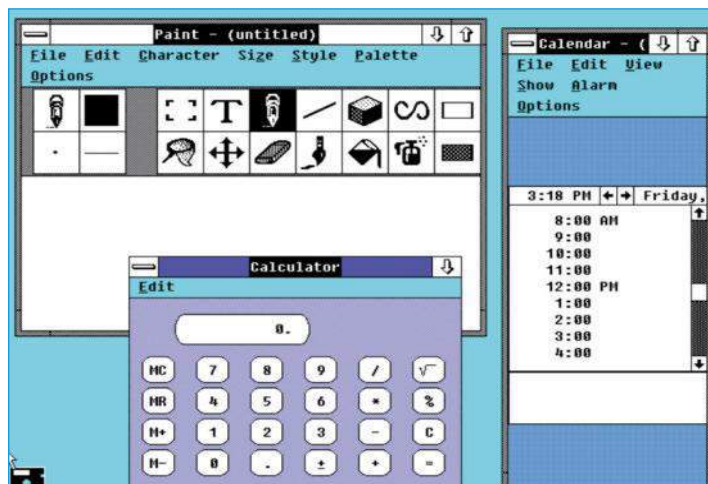 Paint - (untitled)
File Edit Character Size Style Palette
Options
T
Calendar - (
File Edit View
Show Alarm
Options
3:18 PM Friday,
8:00 AM
9:00
10:00
11:00
12:00 PM
1:00
2:00
3:00
4:00
Calculator
Edit
0.
MC 7 8 9 / √
MR 4 5 6 * %
M+ 1 2 3 - C
M- 0 . ± + =